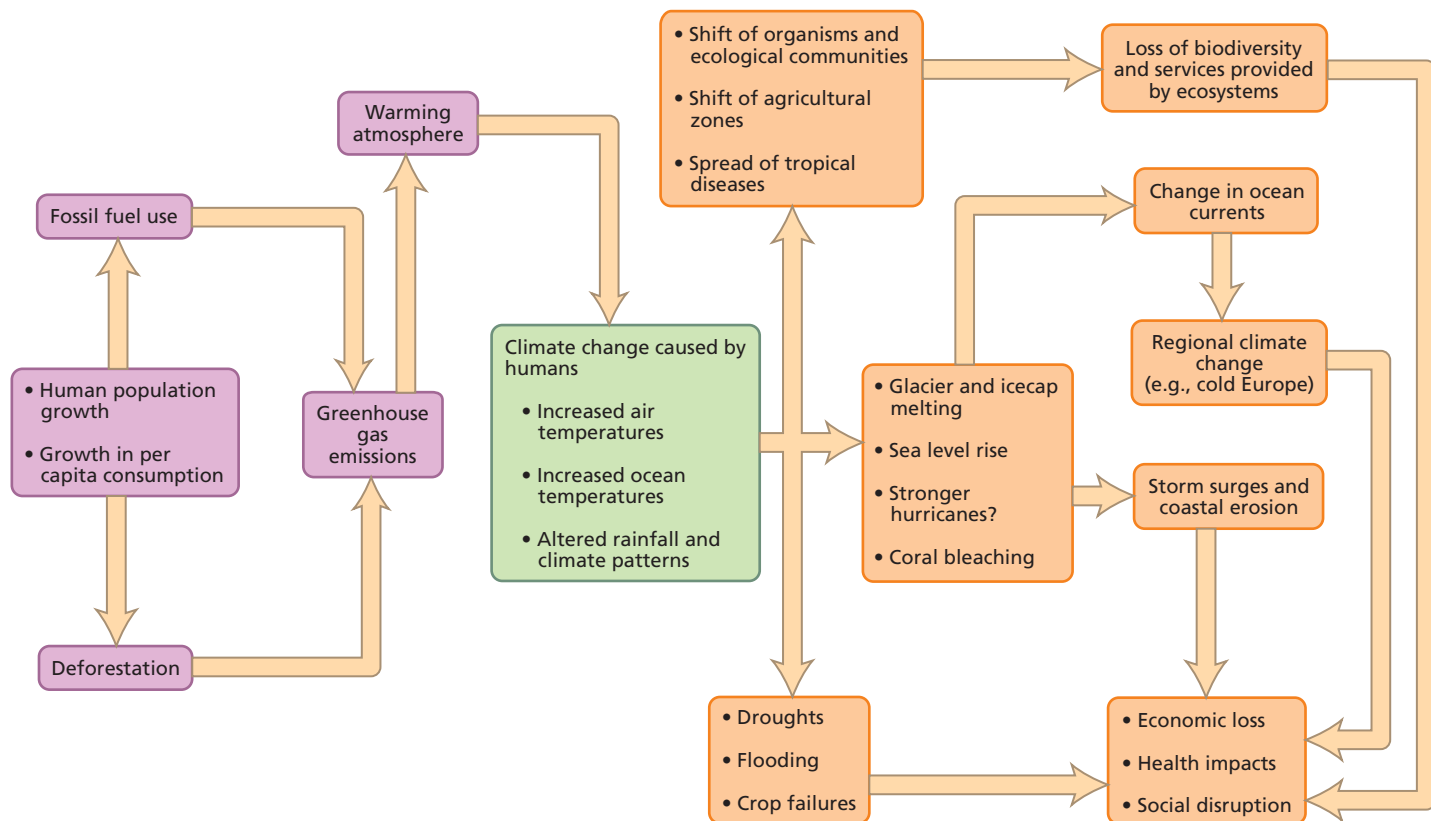 • Shift of organisms and
ecological communities
• Shift of agricultural
zones
• Spread of tropical
diseases
Loss of biodiversity
and services provided
by ecosystems
Warming
atmosphere
Fossil fuel use
Change in ocean
currents
• Human population
growth
• Growth in per
capita consumption
Greenhouse
gas
emissions
Climate change caused by
humans
• Increased air
temperatures
• Increased ocean
temperatures
• Altered rainfall and
climate patterns
• Glacier and icecap
melting
• Sea level rise
• Stronger
hurricanes?
• Coral bleaching
Regional climate
change
(e.g., cold Europe)
Storm surges and
coastal erosion
Deforestation
• Droughts
• Flooding
• Crop failures
• Economic loss
• Health impacts
• Social disruption